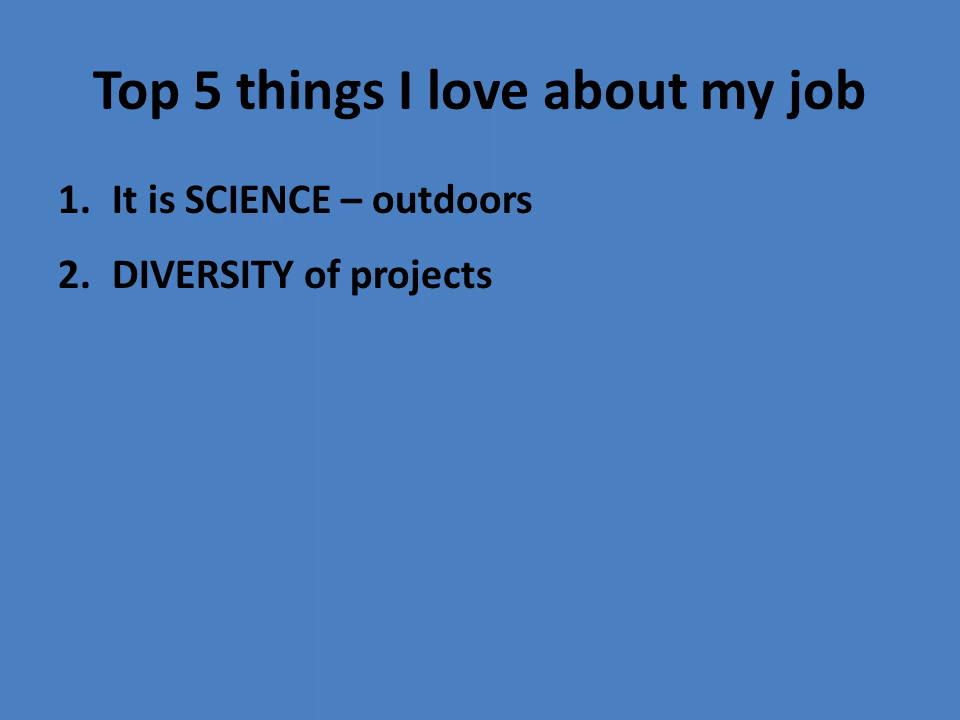 Top 5 things I love about my job
1. It is SCIENCE – outdoors
2. DIVERSITY of projects